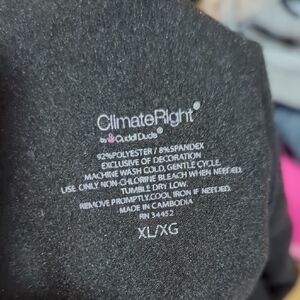 ClimateRight®
by Cuddl Duds®
92%POLYESTER / 8%SPANDEX
EXCLUSIVE OF DECORATION
MACHINE WASH COLD, GENTLE CYCLE.
USE ONLY NON-CHLORINE BLEACH WHEN NEEDED.
TUMBLE DRY LOW.
REMOVE PROMPTLY,COOL IRON IF NEEDED.
MADE IN CAMBODIA
RN 34452
XL/XG